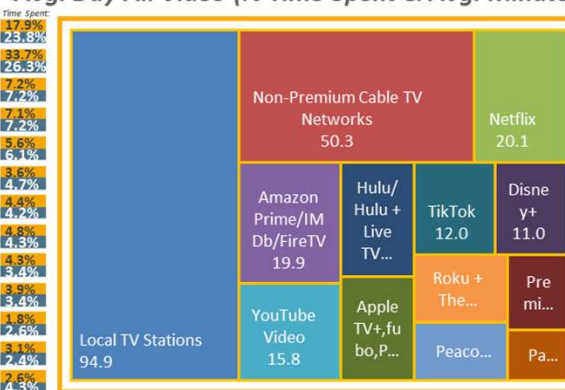 Time Spent:
17.9%
23.8%
33.7%
26.3%
7.2%
7.2%
7.1%
7.2%
5.6%
6.1%
3.6%
4.7%
4.4%
4.2%
4.8%
4.3%
4.3%
3.4%
3.9%
3.4%
1.8%
2.6%
3.1%
2.4%
2.6%
4.3%
Local TV Stations
94.9
Non-Premium Cable TV
Networks
50.3
Netflix
20.1
Amazon
Prime/IM
Db/FireTV
19.9
YouTube
Video
15.8
Hulu/
Hulu +
Live
TV...
Apple
TV+,fu
bo,P...
TikTok
12.0
Disne
y+
11.0
Roku +
The...
Pre
mi...
Peaco...
Pa...